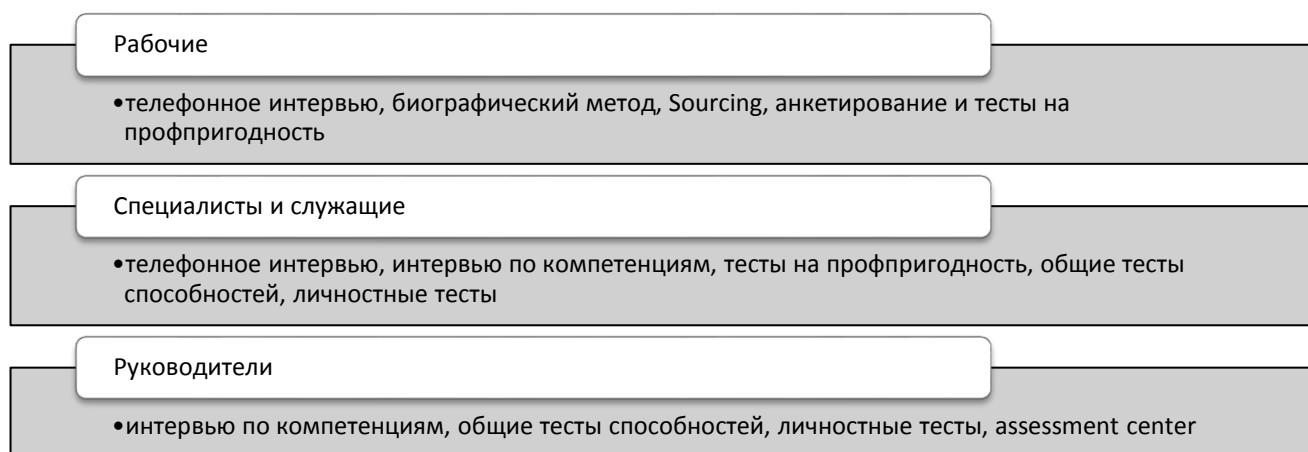 Рабочие
•телефонное интервью, биографический метод, Sourcing, анкетирование и тесты на
профпригодность
Специалисты и служащие
•телефонное интервью, интервью по компетенциям, тесты на профпригодность, общие тесты
способностей, личностные тесты
Руководители
•интервью по компетенциям, общие тесты способностей, личностные тесты, assessment center